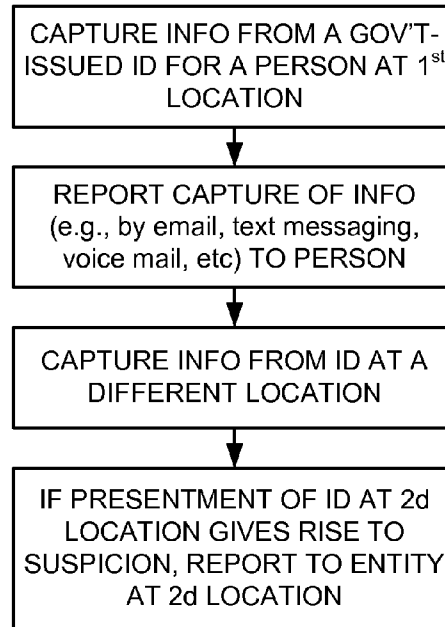 CAPTURE INFO FROM A GOV'T-
ISSUED ID FOR A PERSON AT 1st
LOCATION
REPORT CAPTURE OF INFO
(e.g., by email, text messaging,
voice mail, etc) TO PERSON
CAPTURE INFO FROM ID AT A
DIFFERENT LOCATION
IF PRESENTMENT OF ID AT 2d
LOCATION GIVES RISE TO
SUSPICION, REPORT TO ENTITY
AT 2d LOCATION